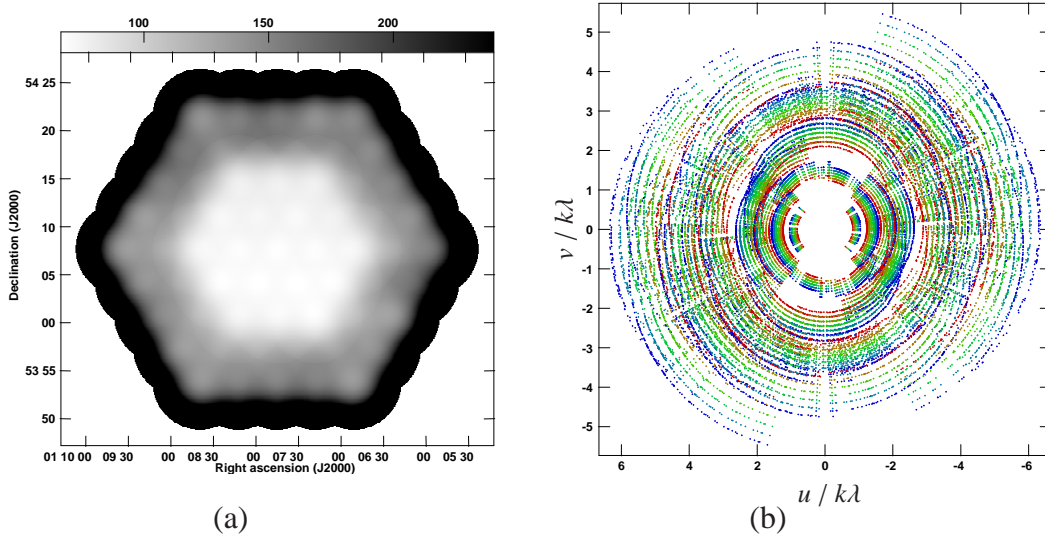 100 150 200
54 25
20
15
10
05
00
53 55
50
Declination (J2000)
01 10 00 09 30 00 08 30 00 07 30 00 06 30 00 05 30
Right ascension (J2000)
(a)
5
4
3
2
1
0
-1
-2
-3
-4
-5
v / kλ
6 4 2 0 -2 -4 -6
u / kλ
(b)